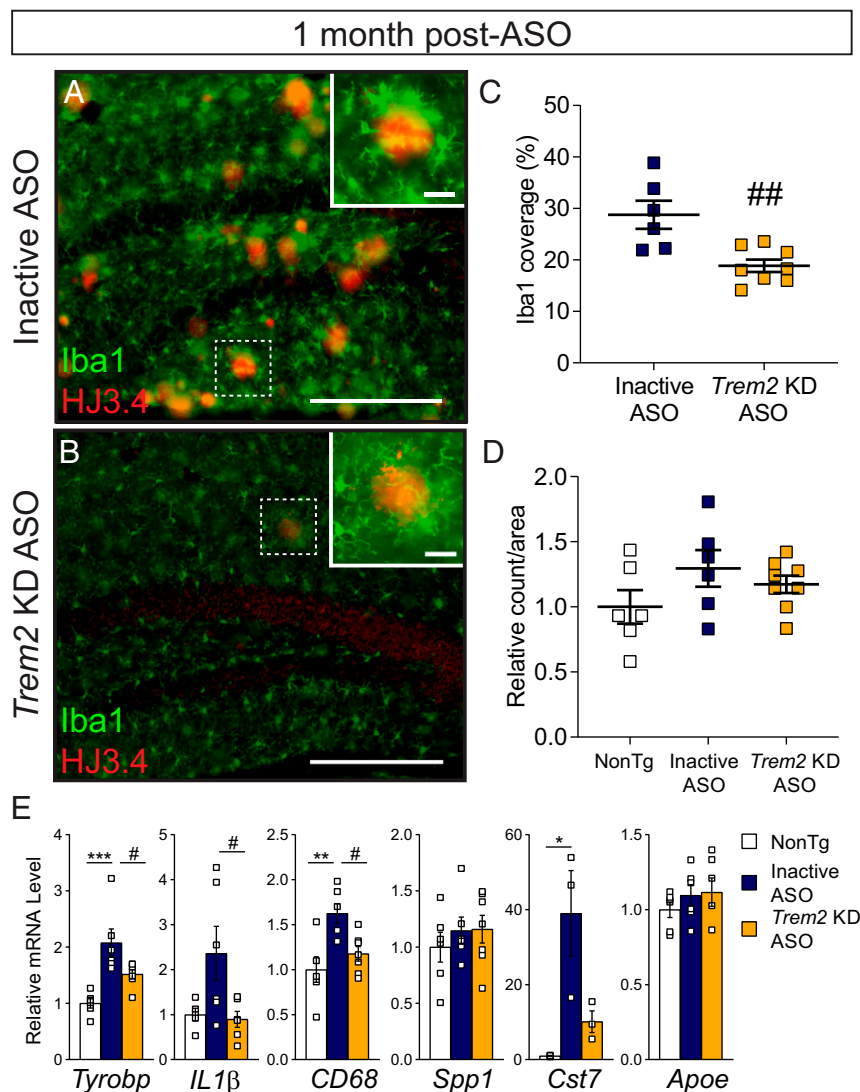 1 month post-ASO
Inactive ASO
A
Iba1
HJ3.4
Trem2 KD ASO
B
Iba1
HJ3.4
C
Iba1 coverage (%)
50
40
30
20
10
0
##
Inactive
ASO
Trem2 KD
ASO
D
Relative count/area
2.0
1.5
1.0
0.5
0.0
NonTg
Inactive
ASO
Trem2 KD
ASO
E
Relative mRNA Level
4
3
2
1
0
***
#
Tyrobp
5
4
3
2
1
0
#
IL1β
2.5
2.0
1.5
1.0
0.5
0.0
**
#
CD68
2.0
1.5
1.0
0.5
0.0
Spp1
60
40
20
0
*
Cst7
1.5
1.0
0.5
0.0
Apoe
NonTg
Inactive
ASO
Trem2 KD
ASO